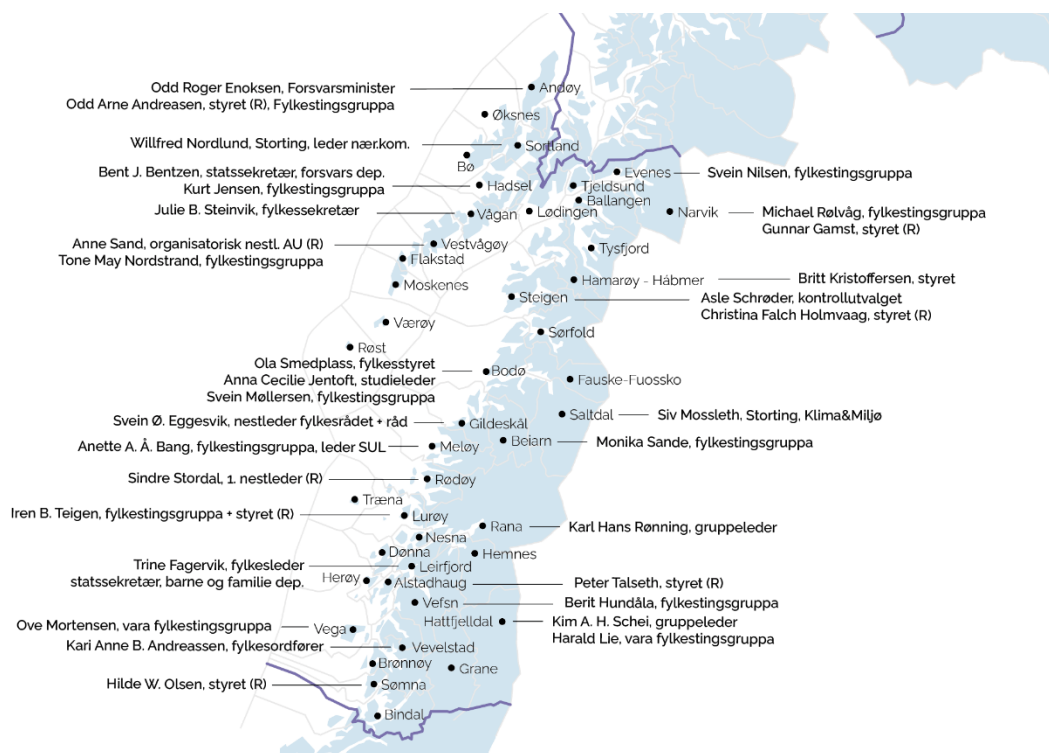 Odd Roger Enoksen, Forsvarsminister
Odd Arne Andreasen, styret (R), Fylkestingsgruppa
Andøy
Øksnes
Willfred Nordlund, Storting, leder nær.kom.
Sortland
Bø
Bent J. Bentzen, statssekretær, forsvars dep.
Kurt Jensen, fylkestingsgruppa
Hadsel
Evenes
Svein Nilsen, fylkestingsgruppa
Tjeldsund
Ballangen
Julie B. Steinvik, fylkessekretær
Vågan
Lødingen
Narvik
Michael Rølvåg, fylkestingsgruppa
Gunnar Gamst, styret (R)
Anne Sand, organisatorisk nestl. AU (R)
Tone May Nordstrand, fylkestingsgruppa
Vestvågøy
Flakstad
Tysfjord
Moskenes
Hamarøy - Hábmer
Britt Kristoffersen, styret
Steigen
Asle Schrøder, kontrollutvalget
Christina Falch Holmvaag, styret (R)
Værøy
Sørfold
Røst
Ola Smedplass, fylkesstyret
Anna Cecilie Jentoft, studieleder
Svein Møllersen, fylkestingsgruppa
Bodø
Fauske-Fuossko
Svein Ø. Eggesvik, nestleder fylkesrådet + råd
Gildeskål
Saltdal
Siv Mossleth, Storting, Klima&Miljø
Anette A. Å. Bang, fylkestingsgruppa, leder SUL
Meløy
Beiarn
Monika Sande, fylkestingsgruppa
Sindre Stordal, 1. nestleder (R)
Rødøy
Træna
Iren B. Teigen, fylkestingsgruppa + styret (R)
Lurøy
Rana
Karl Hans Rønning, gruppeleder
Nesna
Dønna
Hemnes
Trine Fagervik, fylkesleder
statssekretær, barne og familie dep.
Leirfjord
Herøy
Alstadhaug
Peter Talseth, styret (R)
Vefsn
Berit Hundåla, fylkestingsgruppa
Hattfjelldal
Kim A. H. Schei, gruppeleder
Harald Lie, vara fylkestingsgruppa
Ove Mortensen, vara fylkestingsgruppa
Vega
Kari Anne B. Andreassen, fylkesordfører
Vevelstad
Brønnøy
Grane
Hilde W. Olsen, styret (R)
Sømna
Bindal